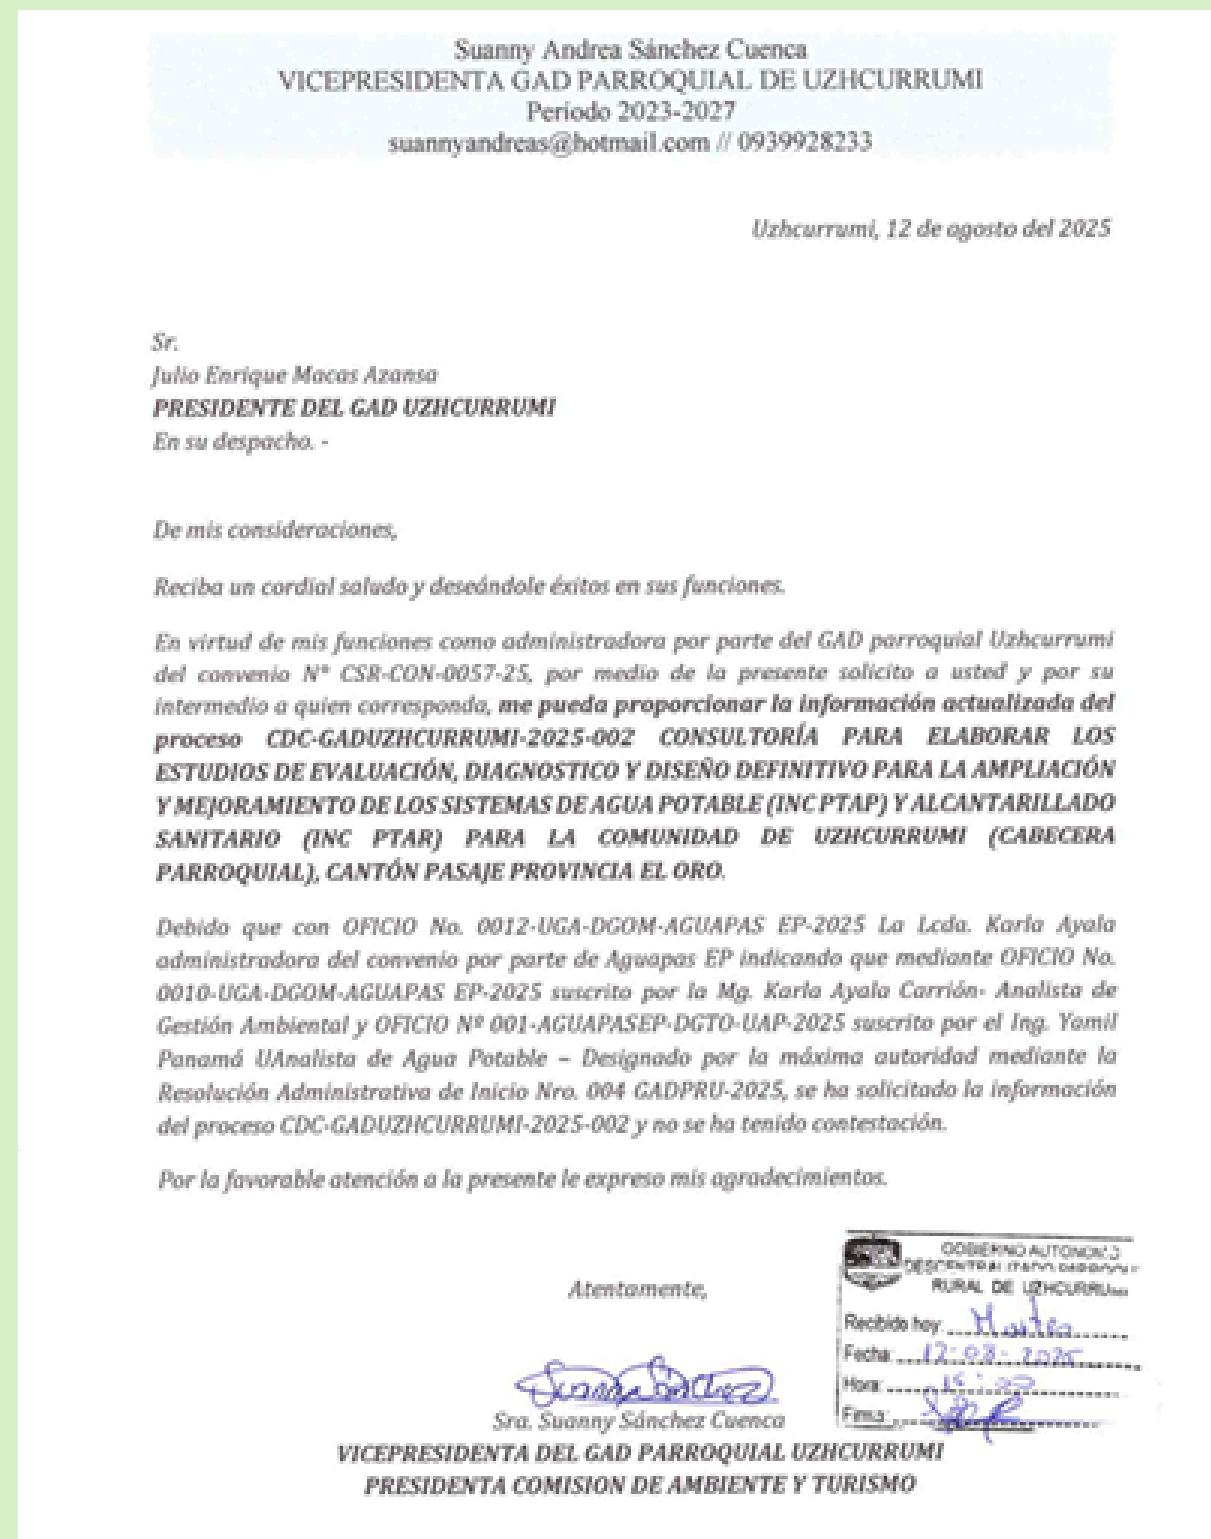 Suanny Andrea Sánchez Cuenca
VICEPRESIDENTA GAD PARROQUIAL DE UZHCURRUMI
Período 2023-2027
suannyandreas@hotmail.com // 0939928233
Uzhcurrumi, 12 de agosto del 2025
Sr.
Julio Enrique Macas Azansa
PRESIDENTE DEL GAD UZHCURRUMI
En su despacho. -
De mis consideraciones,
Reciba un cordial saludo y deseándole éxitos en sus funciones.
En virtud de mis funciones como administradora por parte del GAD parroquial Uzhcurrumi
del convenio N° CSR-CON-0057-25, por medio de la presente solicito a usted y por su
intermedio a quien corresponda, me pueda proporcionar la información actualizada del
proceso CDC-GADUZHCURRUMI-2025-002 CONSULTORÍA PARA ELABORAR LOS
ESTUDIOS DE EVALUACIÓN, DIAGNOSTICO Y DISEÑO DEFINITIVO PARA LA AMPLIACIÓN
Y MEJORAMIENTO DE LOS SISTEMAS DE AGUA POTABLE (INC PTAP) Y ALCANTARILLADO
SANITARIO (INC PTAR) PARA LA COMUNIDAD DE UZHCURRUMI (CABECERA
PARROQUIAL), CANTÓN PASAJE PROVINCIA EL ORO.
Debido que con OFICIO No. 0012-UGA-DGOM-AGUAPAS EP-2025 La Lcda. Karla Ayala
administradora del convenio por parte de Aguapas EP indicando que mediante OFICIO No.
0010-UGA-DGOM-AGUAPAS EP-2025 suscrito por la Mg. Karla Ayala Carrión- Analista de
Gestión Ambiental y OFICIO Nº 001-AGUAPASEP-DGTO-UAP-2025 suscrito por el Ing. Yamil
Panamá UAnalista de Agua Potable – Designado por la máxima autoridad mediante la
Resolución Administrativa de Inicio Nro. 004 GADPRU-2025, se ha solicitado la información
del proceso CDC-GADUZHCURRUMI-2025-002 y no se ha tenido contestación.
Por la favorable atención a la presente le expreso mis agradecimientos.
Atentamente,
GOBIERNO AUTONOMO
DESCENTRALIZADO PARROQU
RURAL DE UZHCURRU
Recibido hoy: Martes
Fecha: 12-08-2025
Hora: 15:00
Firma:
Suanny Sánchez
Sra. Suanny Sánchez Cuenca
VICEPRESIDENTA DEL GAD PARROQUIAL UZHCURRUMI
PRESIDENTA COMISION DE AMBIENTE Y TURISMO